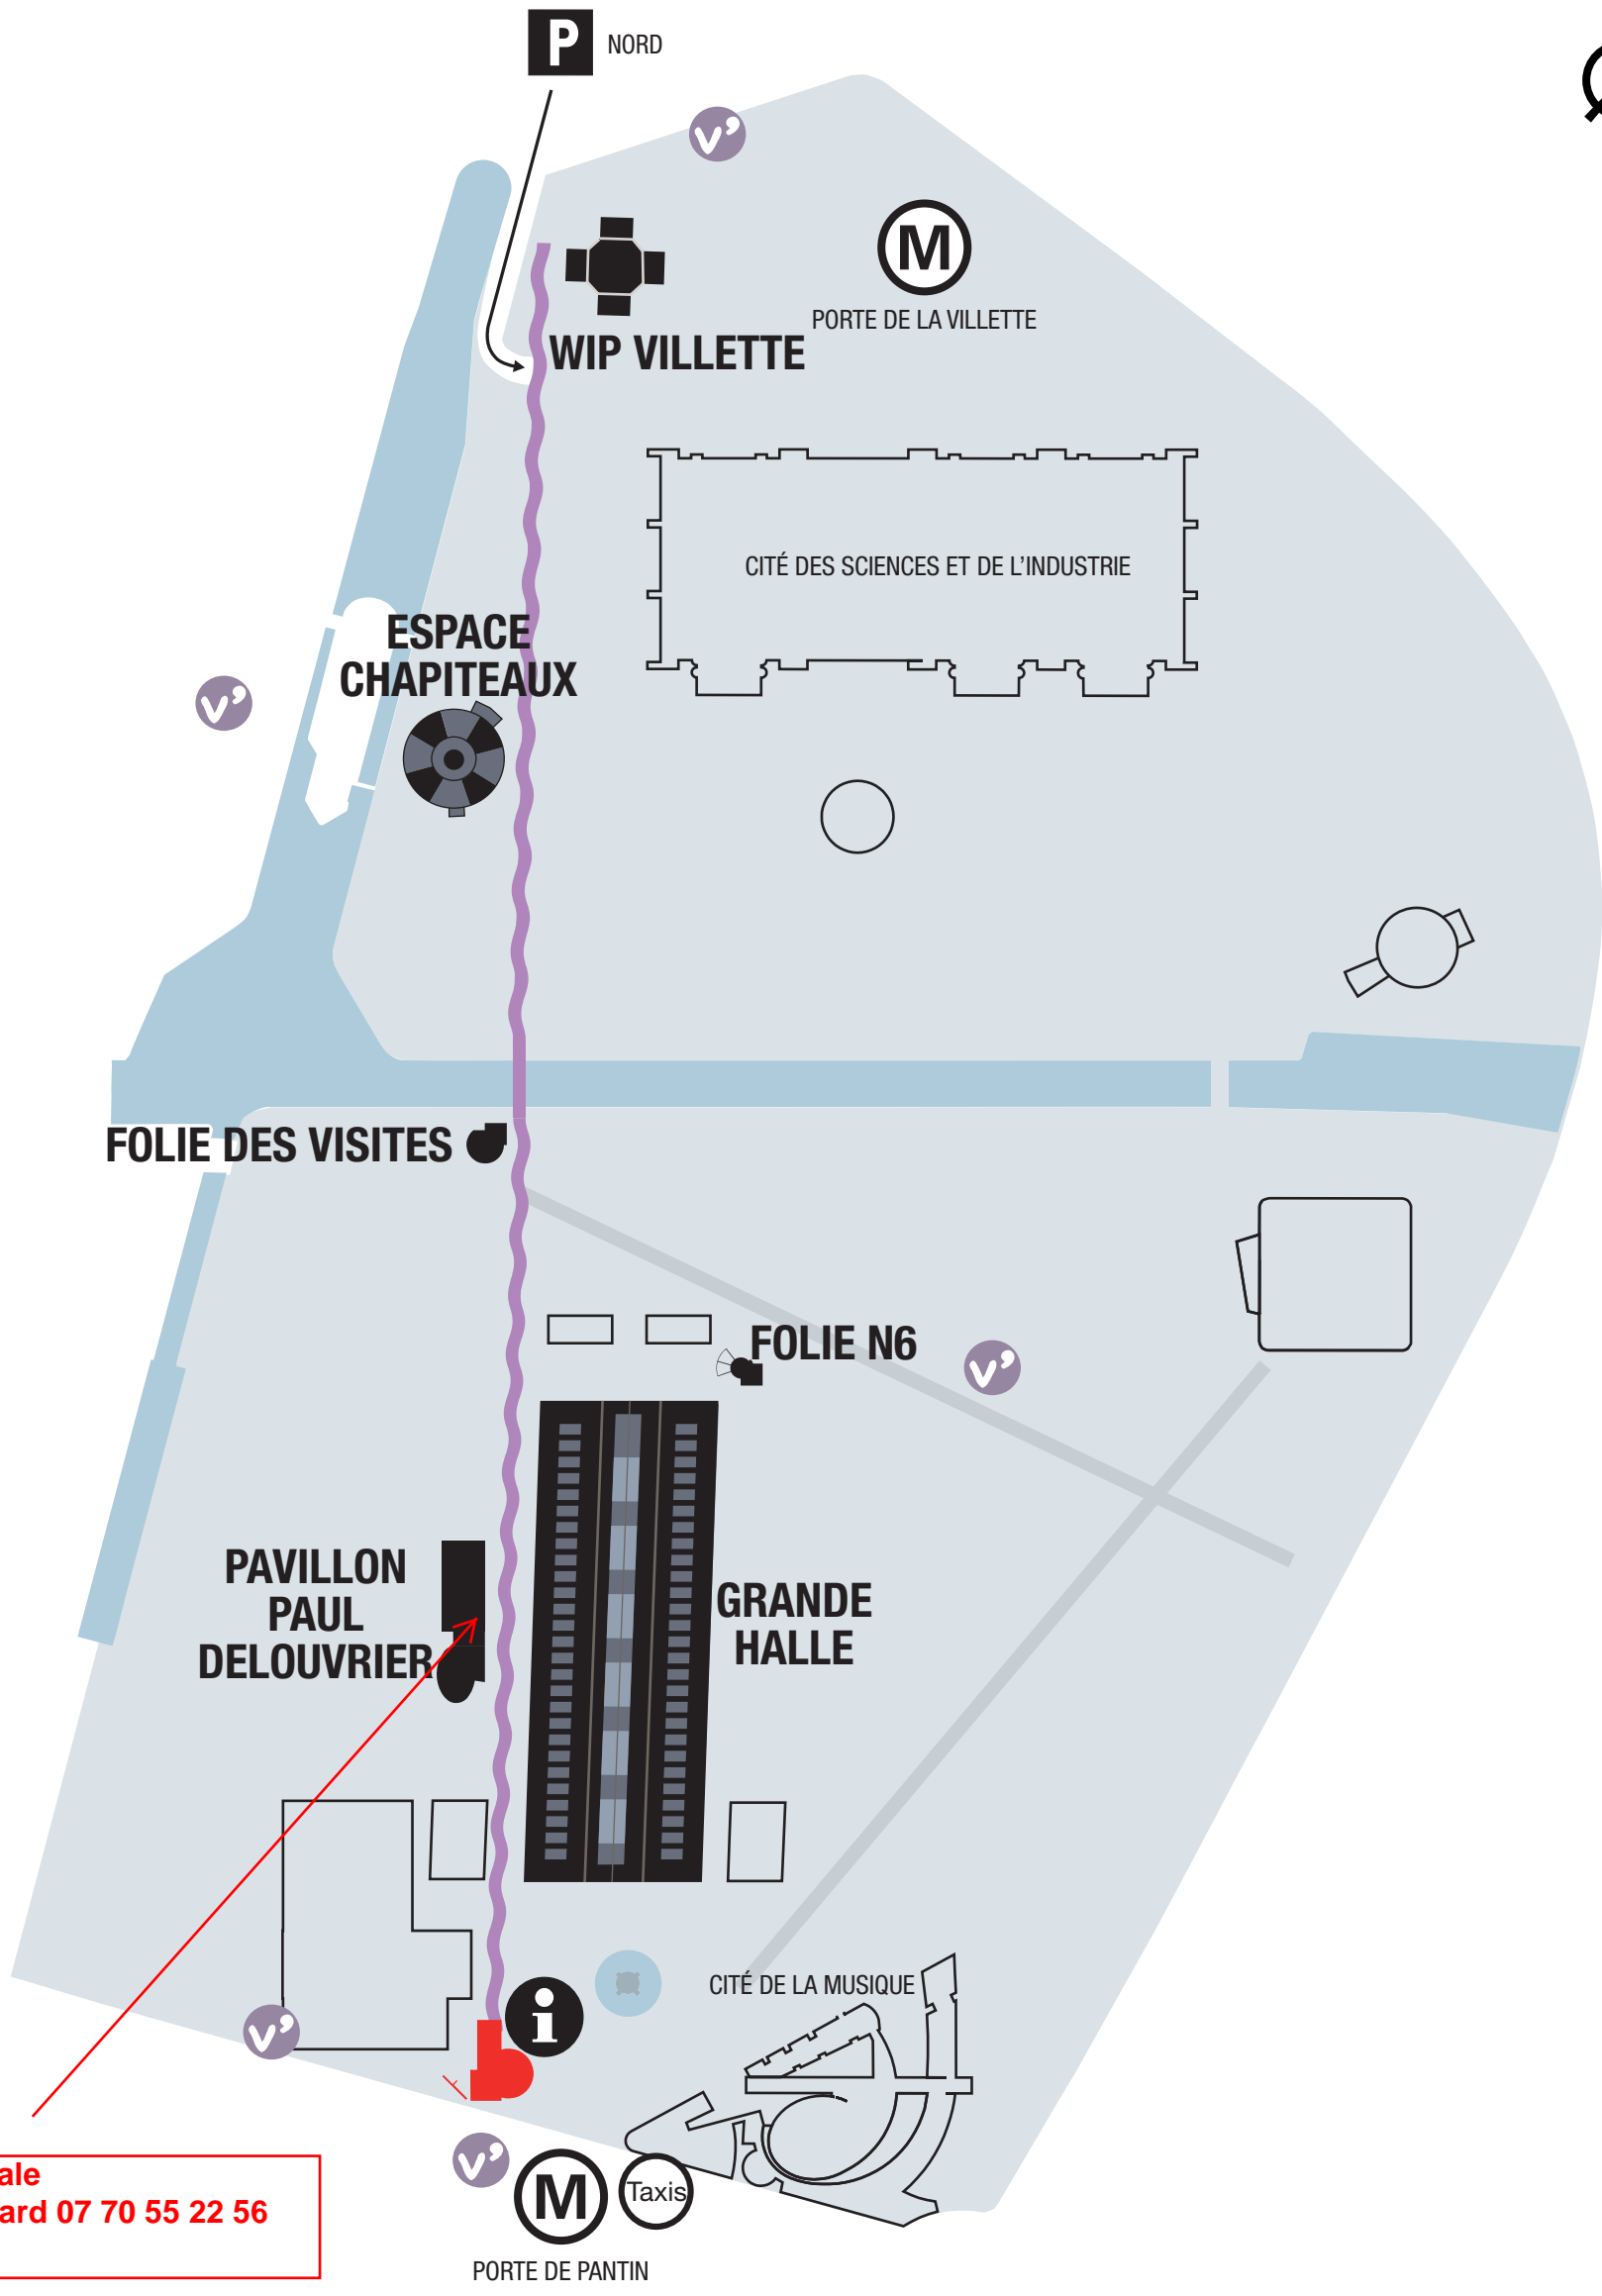 P NORD
v'
M
PORTE DE LA VILLETTE
WIP VILLETTE
CITÉ DES SCIENCES ET DE L'INDUSTRIE
ESPACE
CHAPITEAUX
v'
FOLIE DES VISITES
FOLIE N6
v'
PAVILLON
PAUL
DELOUVRIER
GRANDE
HALLE
CITÉ DE LA MUSIQUE
i
v'
v'
M
Taxis
PORTE DE PANTIN
ale
ard 07 70 55 22 56